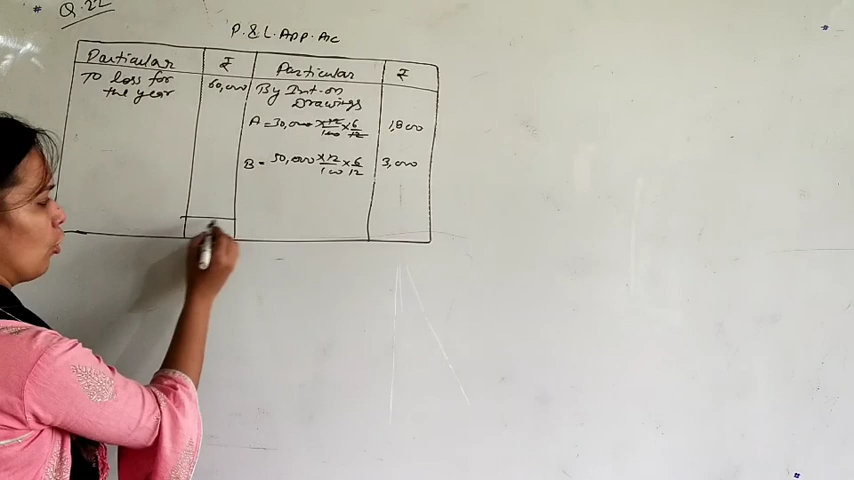 Q.22
P.&L.APP.A/C
Particular ₹ Particular ₹
To loss for 60,000 By Int.on
the year Drawings
A = 30,000 × 12/100 × 6/12 1,800
B = 50,000 × 12/100 × 6/12 3,000